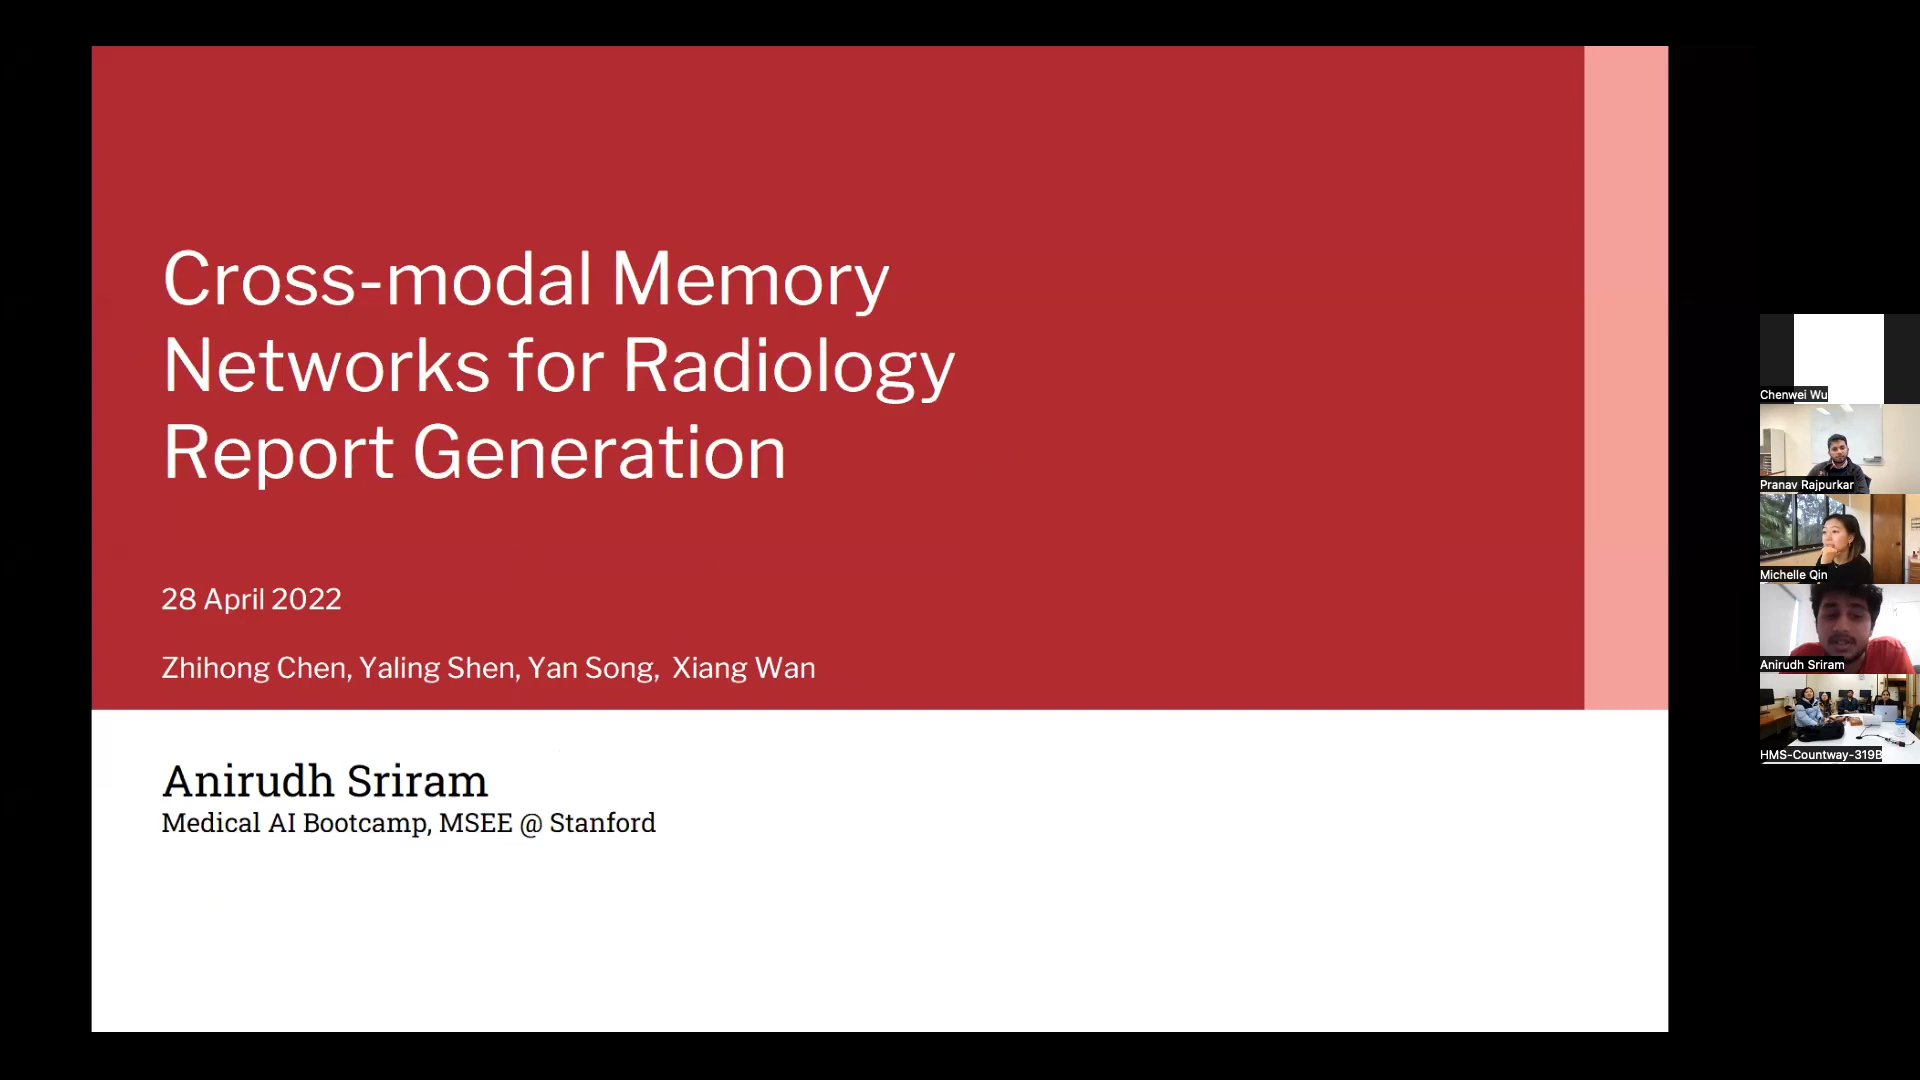 Cross-modal Memory
Networks for Radiology
Report Generation
28 April 2022
Zhihong Chen, Yaling Shen, Yan Song, Xiang Wan
Anirudh Sriram
Medical AI Bootcamp, MSEE @ Stanford
Chenwei Wu
Pranav Rajpurkar
Michelle Qin
Anirudh Sriram
HMS-Countway-319B